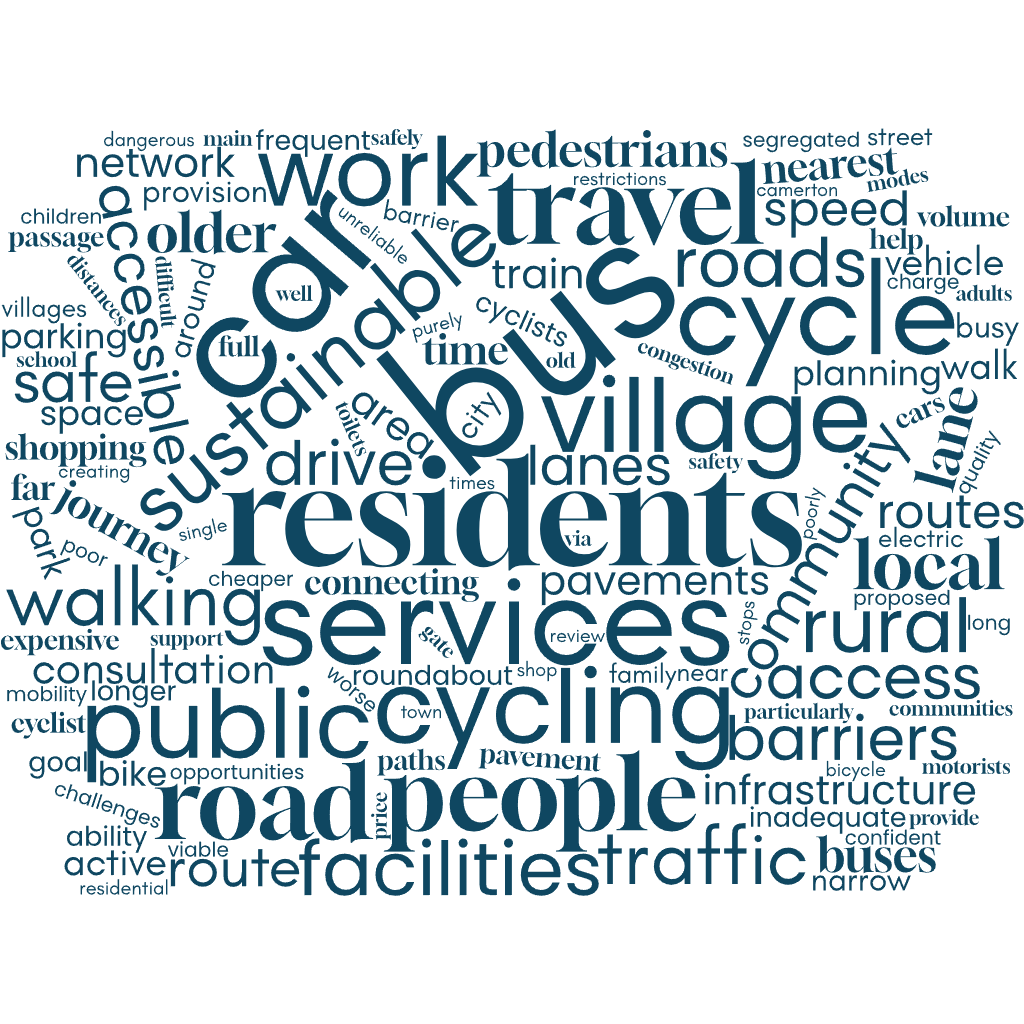 dangerous
main
frequent
safely
pedestrians
segregated
street
network
work
nearest
restrictions
modes
provision
travel
camerton
accessible
car
unreliable
barrier
speed
volume
children
older
passage
sustainable
bus
roads
help
vehicle
train
distances
difficult
around
well
charge
adults
villages
cyclists
cycle
parking
purely
busy
full
time
old
congestion
school
safe
planning
walk
space
toilets
area
city
village
cars
lane
shopping
drive
lanes
safety
community
quality
creating
far
journey
times
residents
poorly
park
single
via
routes
poor
electric
local
cheaper
connecting
pavements
walking
services
proposed
stops
rural
long
expensive
support
gate
review
consultation
worse
roundabout
shop
family
near
access
mobility
longer
public
cycling
town
particularly
communities
cyclist
barriers
goal
bike
opportunities
paths
pavement
bicycle
motorists
challenges
road
price
people
infrastructure
inadequate
provide
ability
viable
confident
active
route
facilities
traffic
buses
residential
narrow